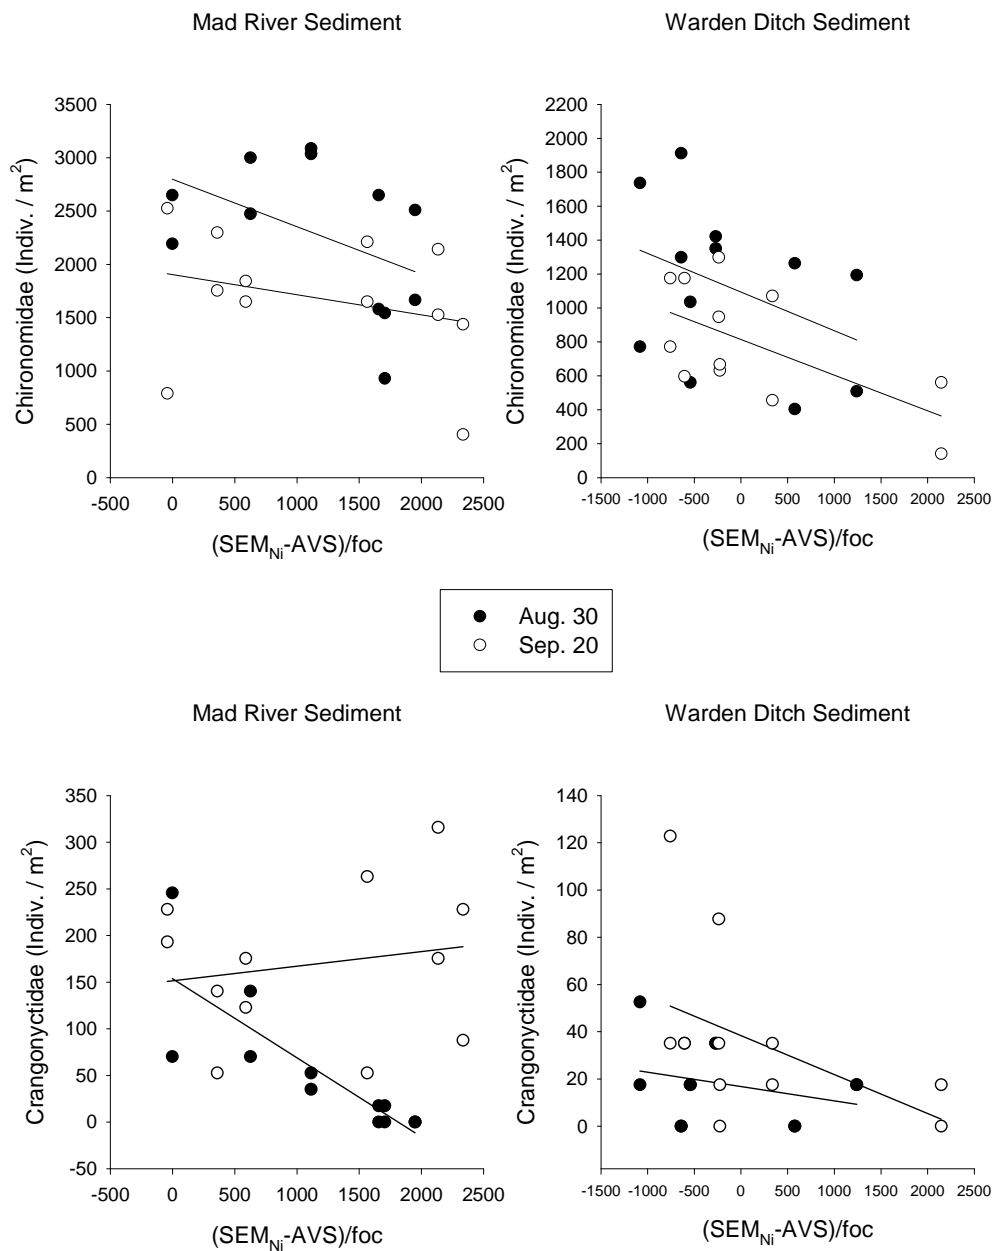 Mad River Sediment
Warden Ditch Sediment
Chironomidae (Indiv. / m²)
3500
3000
2500
2000
1500
1000
500
0
-500 0 500 1000 1500 2000 2500
(SEM_Ni-AVS)/foc
Chironomidae (Indiv. / m²)
2200
2000
1800
1600
1400
1200
1000
800
600
400
200
0
-1500 -1000 -500 0 500 1000 1500 2000 2500
(SEM_Ni-AVS)/foc
Aug. 30
Sep. 20
Mad River Sediment
Warden Ditch Sediment
Crangonyctidae (Indiv. / m²)
350
300
250
200
150
100
50
0
-50
-500 0 500 1000 1500 2000 2500
(SEM_Ni-AVS)/foc
Crangonyctidae (Indiv. / m²)
140
120
100
80
60
40
20
0
-1500 -1000 -500 0 500 1000 1500 2000 2500
(SEM_Ni-AVS)/foc